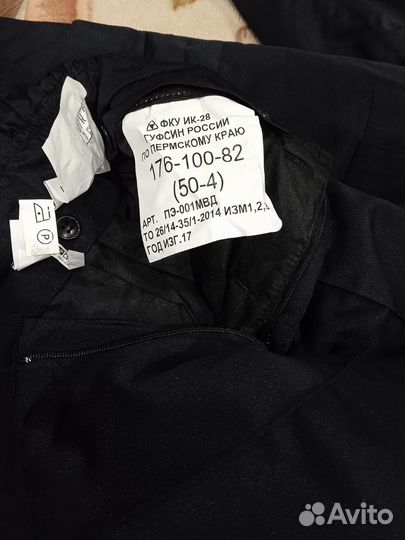 ФКУ ИК-28
ГУФСИН РОССИИ
ПО ПЕРМСКОМУ КРАЮ
176-100-82
(50-4)
АРТ. ПЭ-001МВД
ТО 26/14-35/1-2014 ИЗМ1,2,
ГОД ИЗГ.17
P
Avito